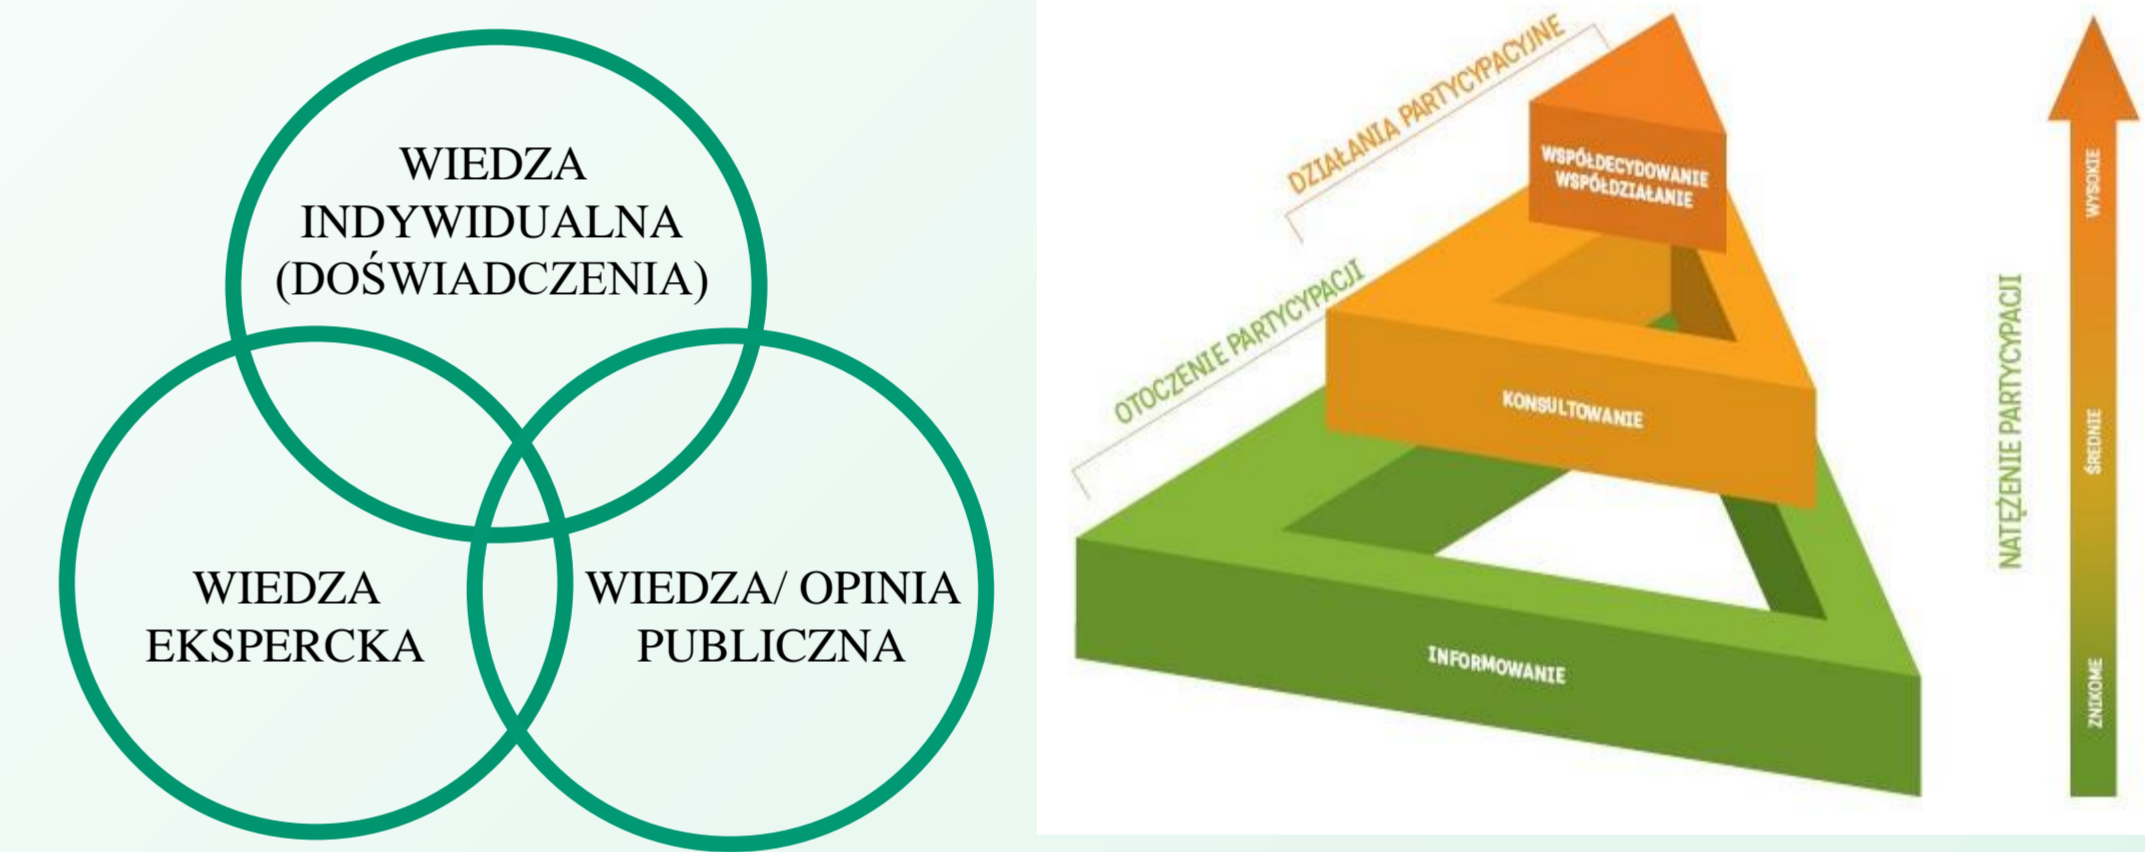 WIEDZA
INDYWIDUALNA
(DOŚWIADCZENIA)
WIEDZA
EKSPERCKA
WIEDZA/ OPINIA
PUBLICZNA
DZIAŁANIA PARTYCYPACYJNE
OTOCZENIE PARTYCYPACJI
WSPÓŁDECYDOWANIE
WSPÓŁDZIAŁANIE
KONSULTOWANIE
INFORMOWANIE
NATĘŻENIE PARTYCYPACJI
WYSOKIE
ŚREDNIE
ZNIKOME